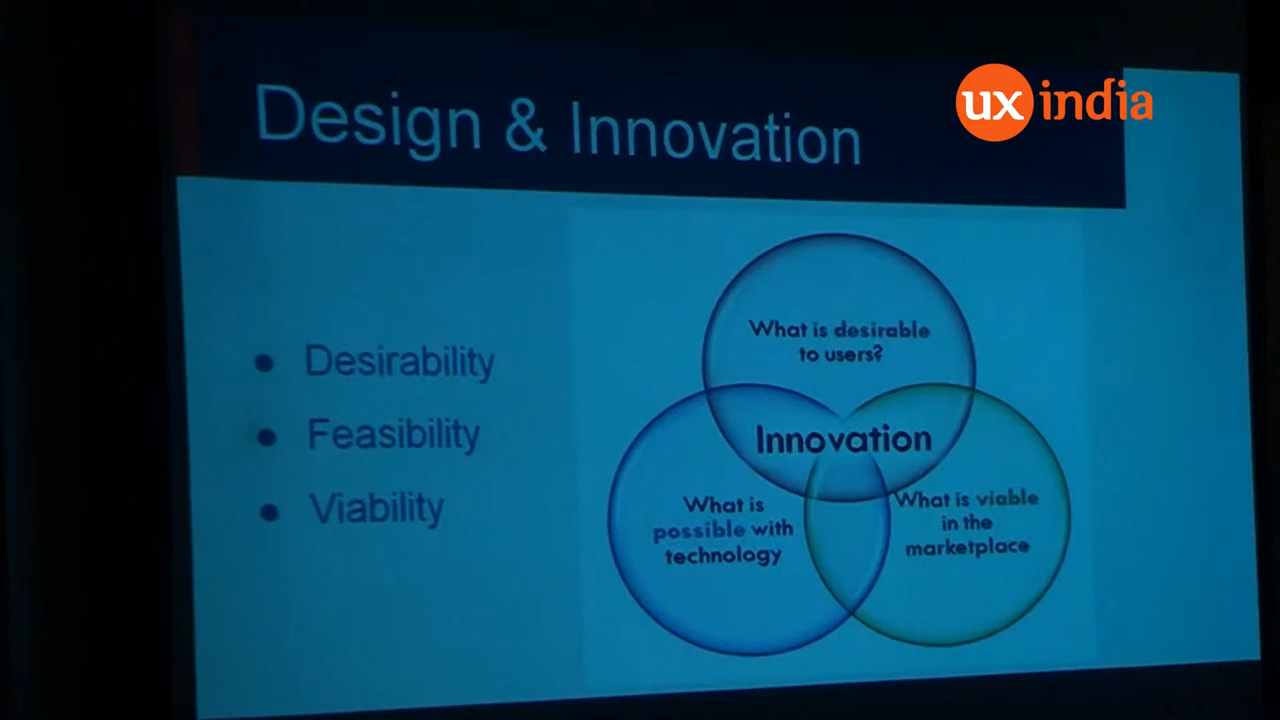 Design & Innovation
ux india
• Desirability
• Feasibility
• Viability
What is desirable
to users?
Innovation
What is
possible with
technology
What is viable
in the
marketplace